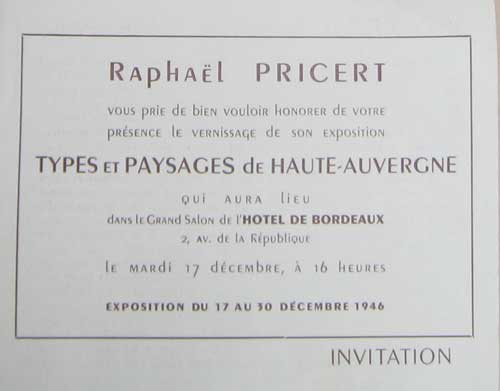 Raphaël PRICERT
vous prie de bien vouloir honorer de votre
présence le vernissage de son exposition
TYPES et PAYSAGES de HAUTE-AUVERGNE
qui aura lieu
dans le Grand Salon de l'HOTEL DE BORDEAUX
2, av. de la République
le mardi 17 décembre, à 16 heures
EXPOSITION DU 17 AU 30 DÉCEMBRE 1946
INVITATION